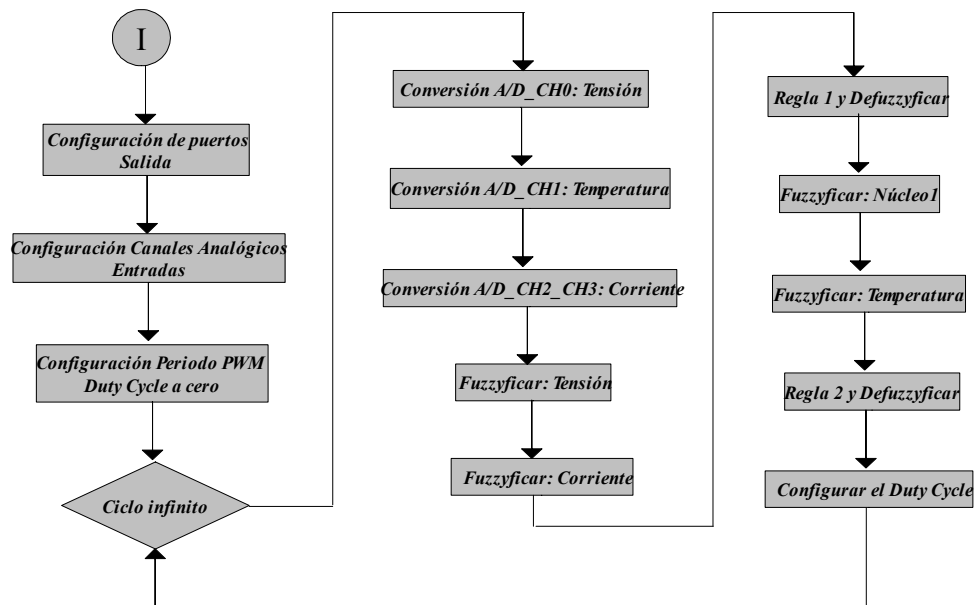 I
Configuración de puertos
Salida
Configuración Canales Analógicos
Entradas
Configuración Periodo PWM
Duty Cycle a cero
Ciclo infinito
Conversión A/D_CH0: Tensión
Conversión A/D_CH1: Temperatura
Conversión A/D_CH2_CH3: Corriente
Fuzzyficar: Tensión
Fuzzyficar: Corriente
Regla 1 y Defuzzyficar
Fuzzyficar: Núcleo1
Fuzzyficar: Temperatura
Regla 2 y Defuzzyficar
Configurar el Duty Cycle